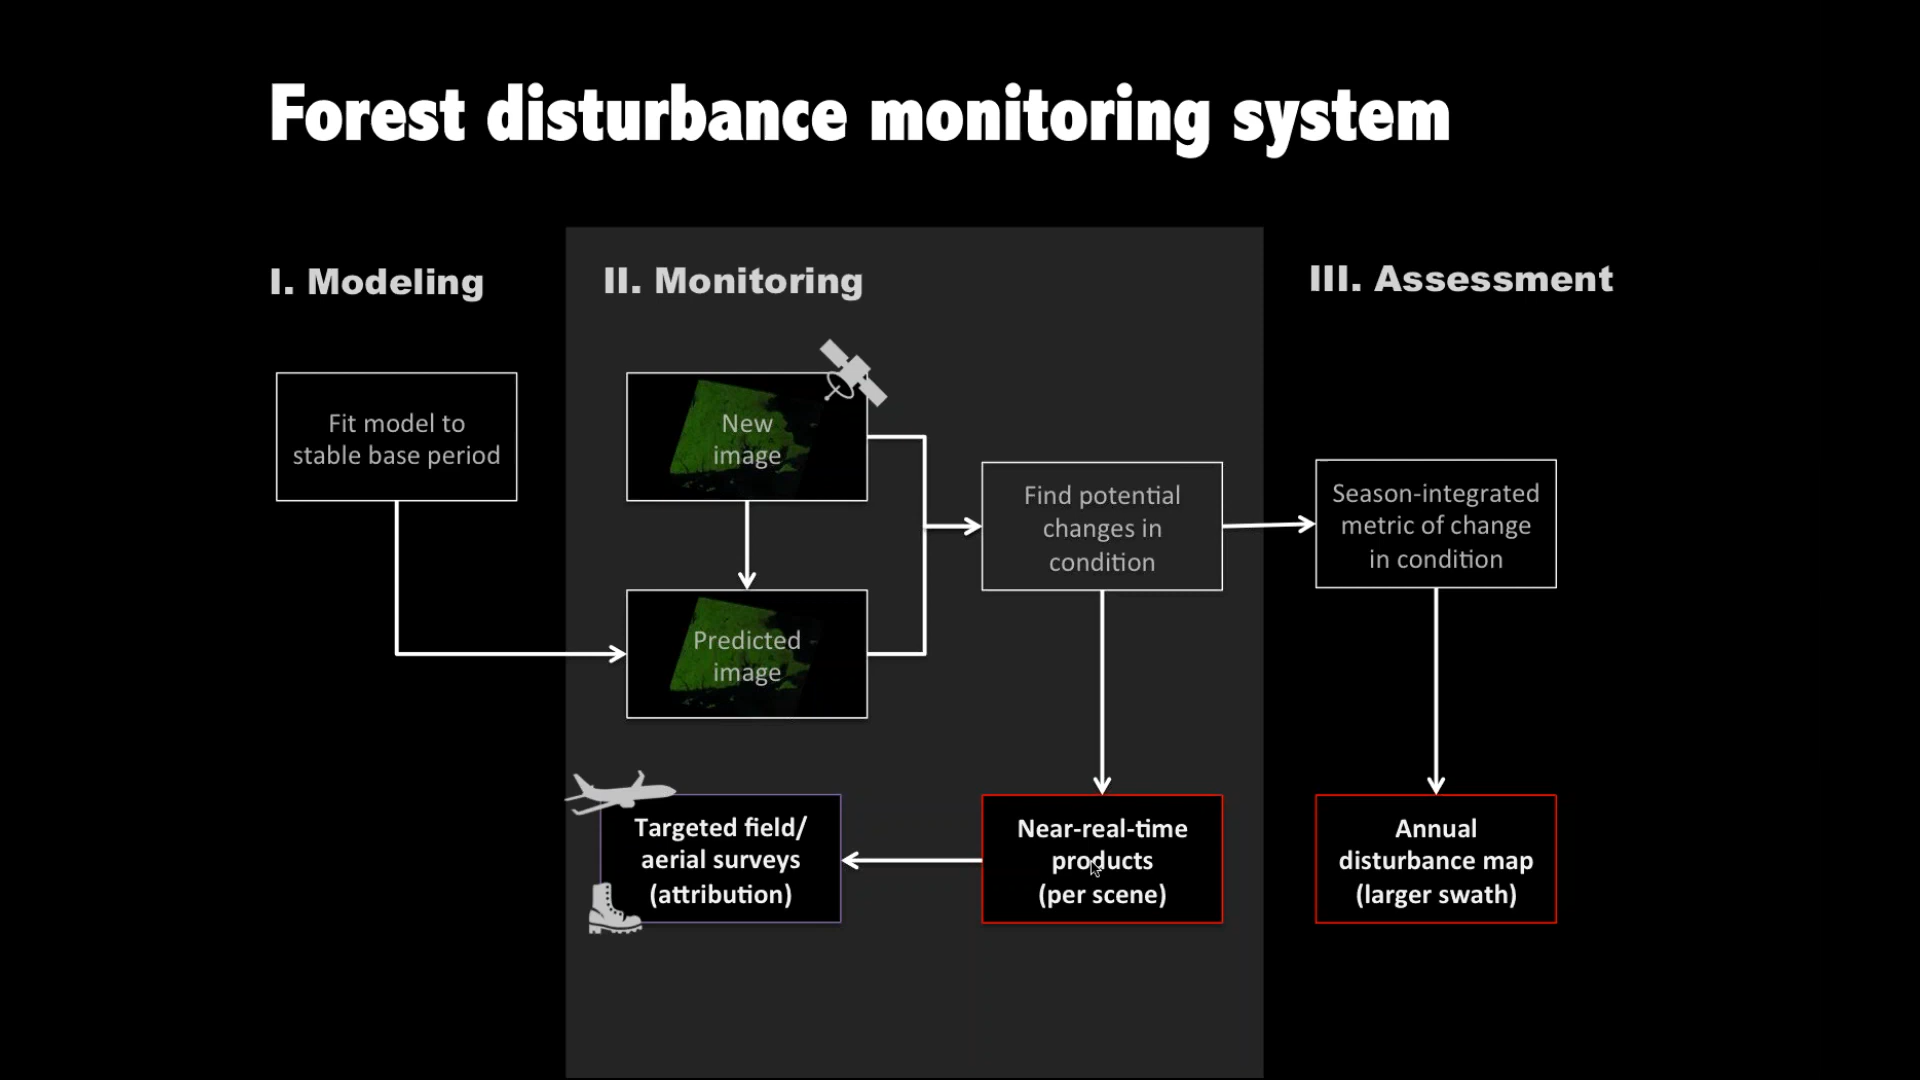 Forest disturbance monitoring system
I. Modeling
II. Monitoring
III. Assessment
Fit model to
stable base period
New
image
Predicted
image
Find potential
changes in
condition
Season-integrated
metric of change
in condition
Targeted field/
aerial surveys
(attribution)
Near-real-time
products
(per scene)
Annual
disturbance map
(larger swath)